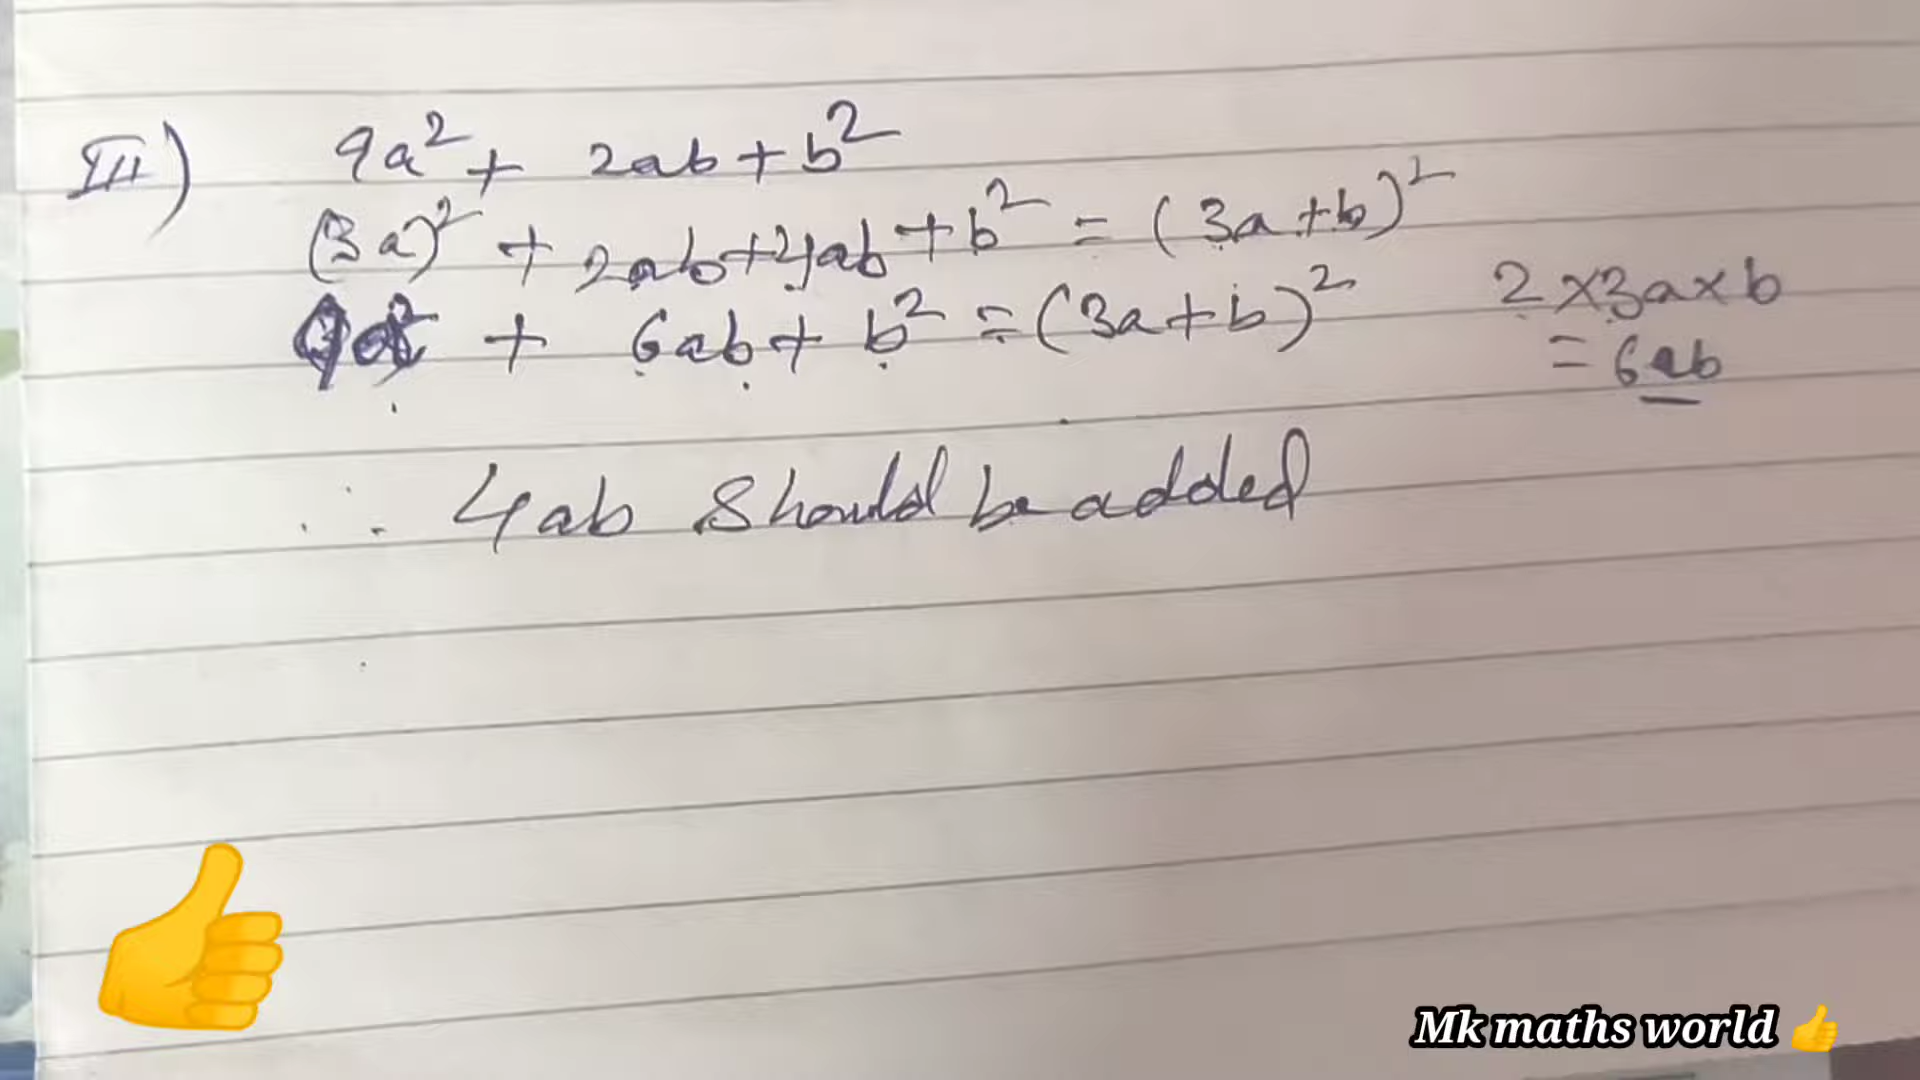 III) 9a² + 2ab + b²
(3a)² + 2ab + 4ab + b² = (3a + b)²
9a² + 6ab + b² = (3a + b)²
2 × 3a × b
= 6ab
∴ 4ab should be added
Mk maths world 👍